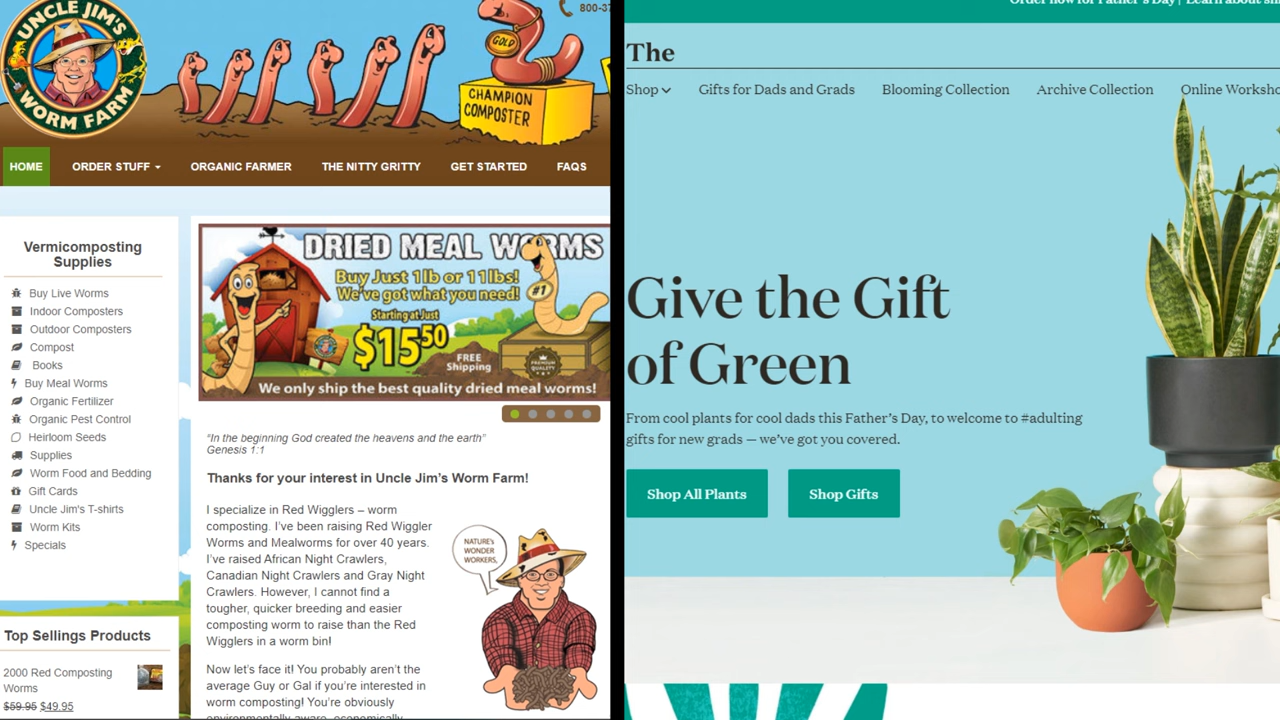 UNCLE JIM'S
WORM FARM
GOLD
CHAMPION
COMPOSTER
800-37
HOME
ORDER STUFF
ORGANIC FARMER
THE NITTY GRITTY
GET STARTED
FAQS
Vermicomposting
Supplies
Buy Live Worms
Indoor Composters
Outdoor Composters
Compost
Books
Buy Meal Worms
Organic Fertilizer
Organic Pest Control
Heirloom Seeds
Supplies
Worm Food and Bedding
Gift Cards
Uncle Jim's T-shirts
Worm Kits
Specials
Top Sellings Products
2000 Red Composting
Worms
$59.95 $49.95
DRIED MEAL WORMS
Buy Just 1lb or 11lbs!
We've got what you need!
#1
Starting at Just
$15.50
FREE
Shipping
PREMIUM
QUALITY
We only ship the best quality dried meal worms!
“In the beginning God created the heavens and the earth”
Genesis 1:1
Thanks for your interest in Uncle Jim’s Worm Farm!
I specialize in Red Wigglers – worm
composting. I’ve been raising Red Wiggler
Worms and Mealworms for over 40 years.
I’ve raised African Night Crawlers,
Canadian Night Crawlers and Gray Night
Crawlers. However, I cannot find a
tougher, quicker breeding and easier
composting worm to raise than the Red
Wigglers in a worm bin!
Now let’s face it! You probably aren’t the
average Guy or Gal if you’re interested in
worm composting! You’re obviously
environmentally aware, economically
NATURE'S
WONDER
WORKERS,
Order now for Father's Day | Learn about shi
The
Shop
Gifts for Dads and Grads
Blooming Collection
Archive Collection
Online Worksho
Give the Gift
of Green
From cool plants for cool dads this Father’s Day, to welcome to #adulting
gifts for new grads — we’ve got you covered.
Shop All Plants
Shop Gifts